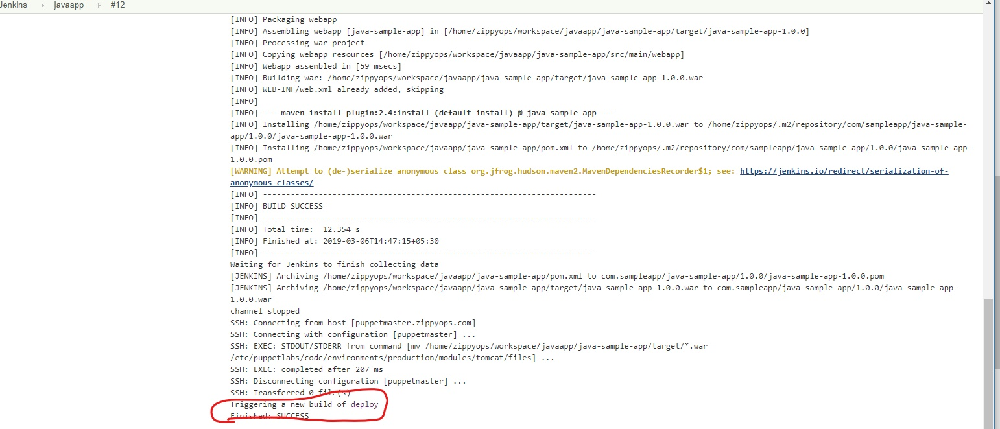 Jenkins javaapp #12
[INFO] Packaging webapp
[INFO] Assembling webapp [java-sample-app] in [/home/zippyops/workspace/javaapp/java-sample-app/target/java-sample-app-1.0.0]
[INFO] Processing war project
[INFO] Copying webapp resources [/home/zippyops/workspace/javaapp/java-sample-app/src/main/webapp]
[INFO] Webapp assembled in [59 msecs]
[INFO] Building war: /home/zippyops/workspace/javaapp/java-sample-app/target/java-sample-app-1.0.0.war
[INFO] WEB-INF/web.xml already added, skipping
[INFO]
[INFO] --- maven-install-plugin:2.4:install (default-install) @ java-sample-app ---
[INFO] Installing /home/zippyops/workspace/javaapp/java-sample-app/target/java-sample-app-1.0.0.war to /home/zippyops/.m2/repository/com/sampleapp/java-sample-
app/1.0.0/java-sample-app-1.0.0.war
[INFO] Installing /home/zippyops/workspace/javaapp/java-sample-app/pom.xml to /home/zippyops/.m2/repository/com/sampleapp/java-sample-app/1.0.0/java-sample-app-
1.0.0.pom
[WARNING] Attempt to (de-)serialize anonymous class org.jfrog.hudson.maven2.MavenDependenciesRecorder$1; see: https://jenkins.io/redirect/serialization-of-
anonymous-classes/
[INFO] ------------------------------------------------------------------------
[INFO] BUILD SUCCESS
[INFO] ------------------------------------------------------------------------
[INFO] Total time:  12.354 s
[INFO] Finished at: 2019-03-06T14:47:15+05:30
[INFO] ------------------------------------------------------------------------
Waiting for Jenkins to finish collecting data
[JENKINS] Archiving /home/zippyops/workspace/javaapp/java-sample-app/pom.xml to com.sampleapp/java-sample-app/1.0.0/java-sample-app-1.0.0.pom
[JENKINS] Archiving /home/zippyops/workspace/javaapp/java-sample-app/target/java-sample-app-1.0.0.war to com.sampleapp/java-sample-app/1.0.0/java-sample-app-
1.0.0.war
channel stopped
SSH: Connecting from host [puppetmaster.zippyops.com]
SSH: Connecting with configuration [puppetmaster] ...
SSH: EXEC: STDOUT/STDERR from command [mv /home/zippyops/workspace/javaapp/java-sample-app/target/*.war
/etc/puppetlabs/code/environments/production/modules/tomcat/files] ...
SSH: EXEC: completed after 207 ms
SSH: Disconnecting configuration [puppetmaster] ...
SSH: Transferred 0 file(s)
Triggering a new build of deploy
Finished: SUCCESS